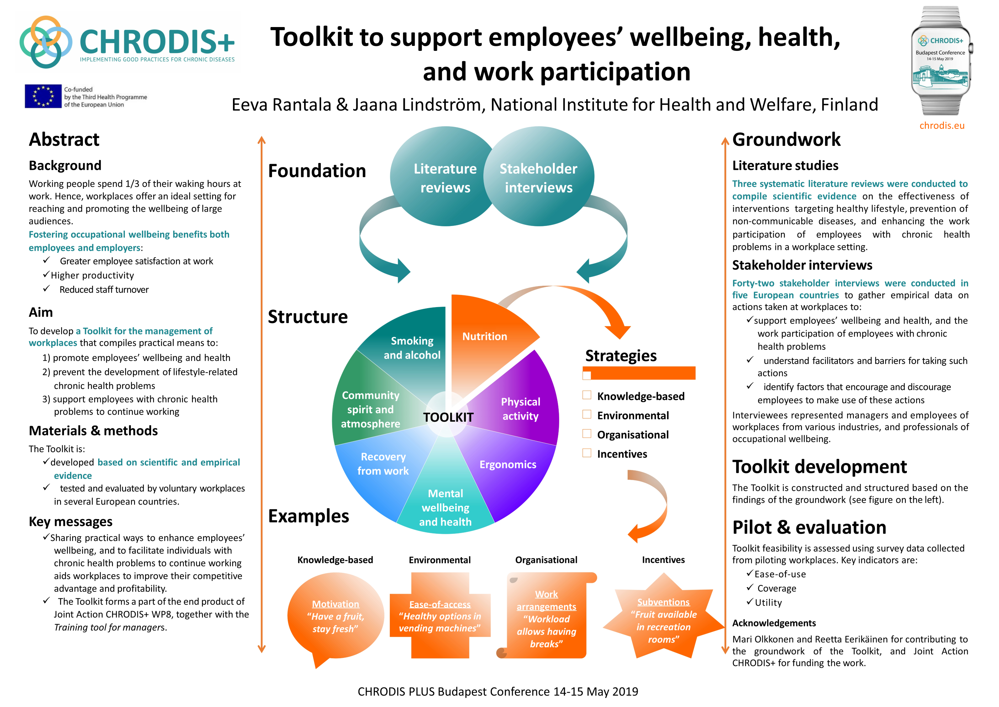 CHRODIS+
IMPLEMENTING GOOD PRACTICES FOR CHRONIC DISEASES
Co-funded
by the Third Health Programme
of the European Union
Toolkit to support employees’ wellbeing, health,
and work participation
Eeva Rantala & Jaana Lindström, National Institute for Health and Welfare, Finland
CHRODIS+
Budapest Conference
14-15 May 2019
chrodis.eu
Abstract
Background
Working people spend 1/3 of their waking hours at
work. Hence, workplaces offer an ideal setting for
reaching and promoting the wellbeing of large
audiences.
Fostering occupational wellbeing benefits both
employees and employers:
✓ Greater employee satisfaction at work
✓Higher productivity
✓ Reduced staff turnover
Aim
To develop a Toolkit for the management of
workplaces that compiles practical means to:
1) promote employees’ wellbeing and health
2) prevent the development of lifestyle-related
chronic health problems
3) support employees with chronic health
problems to continue working
Materials & methods
The Toolkit is:
✓developed based on scientific and empirical
evidence
✓ tested and evaluated by voluntary workplaces
in several European countries.
Key messages
✓Sharing practical ways to enhance employees’
wellbeing, and to facilitate individuals with
chronic health problems to continue working
aids workplaces to improve their competitive
advantage and profitability.
✓ The Toolkit forms a part of the end product of
Joint Action CHRODIS+ WP8, together with the
Training tool for managers.
Foundation
Literature
reviews
Stakeholder
interviews
Structure
Smoking
and alcohol
Nutrition
Community
spirit and
atmosphere
TOOLKIT
Physical
activity
Recovery
from work
Ergonomics
Mental
wellbeing
and health
Strategies
Knowledge-based
Environmental
Organisational
Incentives
Examples
Knowledge-based
Motivation
“Have a fruit,
stay fresh”
Environmental
Ease-of-access
“Healthy options in
vending machines”
Organisational
Work
arrangements
“Workload
allows having
breaks”
Incentives
Subventions
“Fruit available
in recreation
rooms”
Groundwork
Literature studies
Three systematic literature reviews were conducted to
compile scientific evidence on the effectiveness of
interventions targeting healthy lifestyle, prevention of
non-communicable diseases, and enhancing the work
participation of employees with chronic health
problems in a workplace setting.
Stakeholder interviews
Forty-two stakeholder interviews were conducted in
five European countries to gather empirical data on
actions taken at workplaces to:
✓support employees’ wellbeing and health, and the
work participation of employees with chronic
health problems
✓ understand facilitators and barriers for taking such
actions
✓ identify factors that encourage and discourage
employees to make use of these actions
Interviewees represented managers and employees of
workplaces from various industries, and professionals of
occupational wellbeing.
Toolkit development
The Toolkit is constructed and structured based on the
findings of the groundwork (see figure on the left).
Pilot & evaluation
Toolkit feasibility is assessed using survey data collected
from piloting workplaces. Key indicators are:
✓Ease-of-use
✓ Coverage
✓Utility
Acknowledgements
Mari Olkkonen and Reetta Eerikäinen for contributing to
the groundwork of the Toolkit, and Joint Action
CHRODIS+ for funding the work.
CHRODIS PLUS Budapest Conference 14-15 May 2019